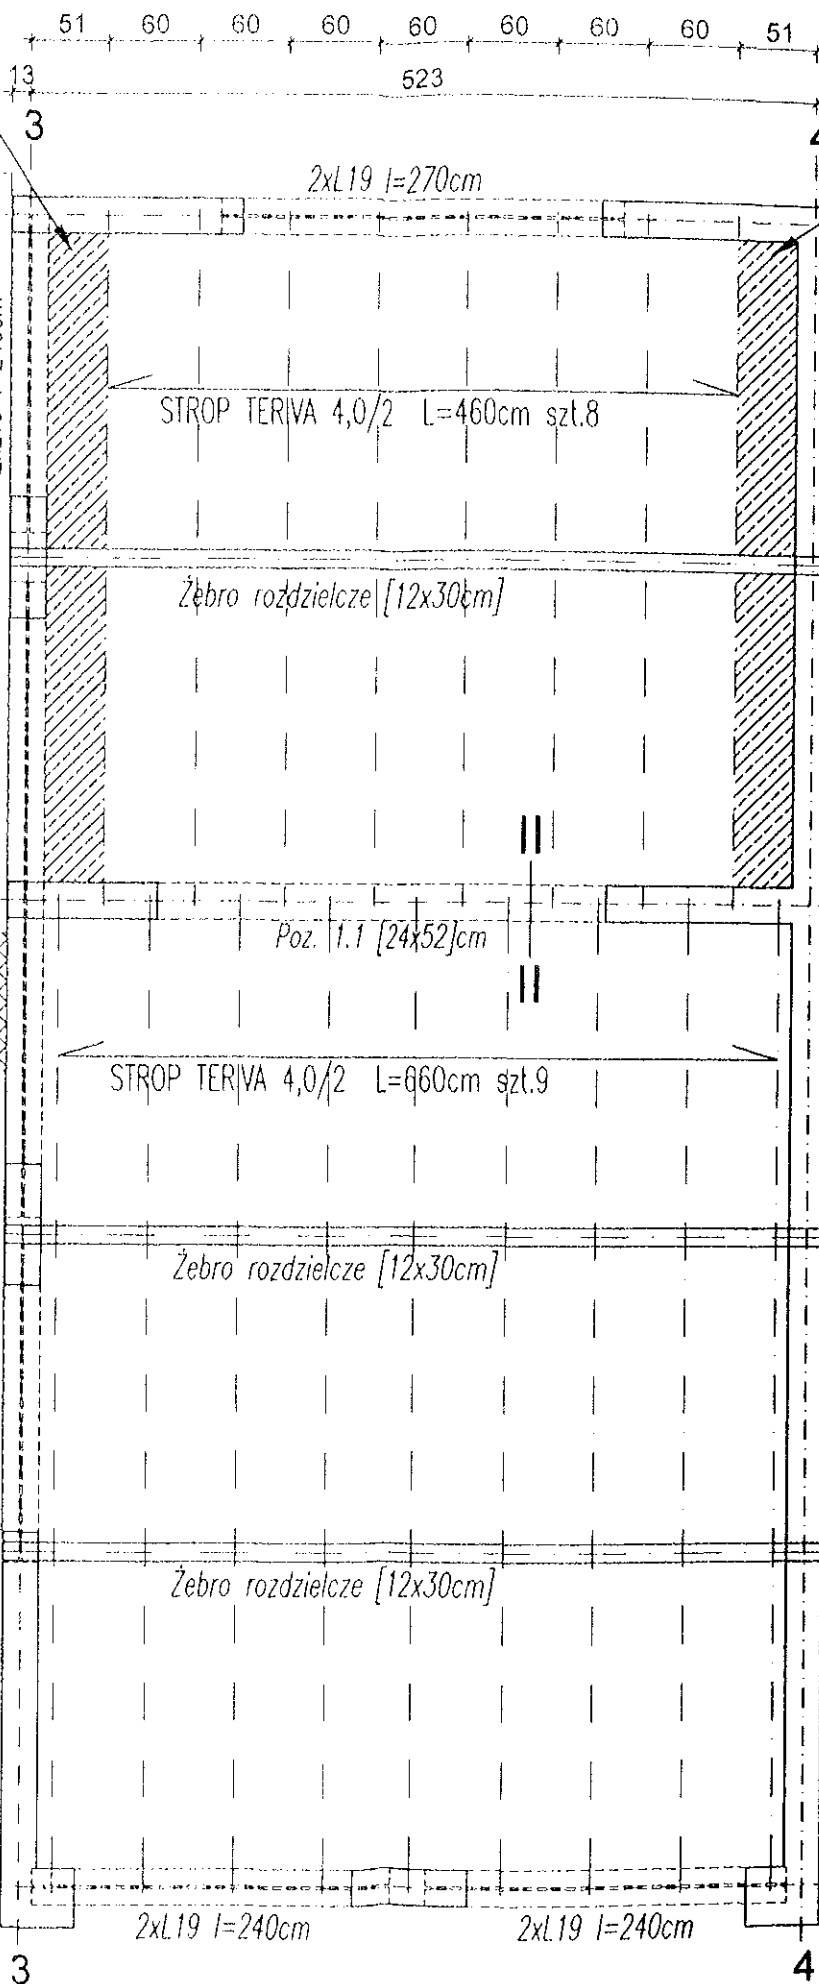 51 60 60 60 60 60 60 60 51
13 523
3
2xL19 l=270cm
STROP TERIVA 4,0/2 L=460cm szt.8
Żebro rozdzielcze [12x30cm]
II
Poz. 1.1 [24x52]cm
II
STROP TERIVA 4,0/2 L=660cm szt.9
Żebro rozdzielcze [12x30cm]
Żebro rozdzielcze [12x30cm]
2xL19 l=240cm 2xL19 l=240cm
3 4